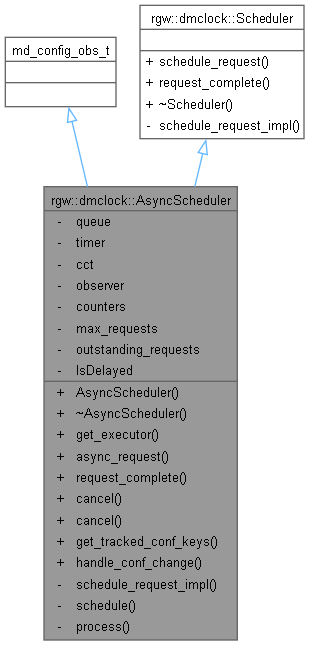 rgw::dmclock::Scheduler
+ schedule_request()
+ request_complete()
+ ~Scheduler()
- schedule_request_impl()
md_config_obs_t
rgw::dmclock::AsyncScheduler
- queue
- timer
- cct
- observer
- counters
- max_requests
- outstanding_requests
- IsDelayed
+ AsyncScheduler()
+ ~AsyncScheduler()
+ get_executor()
+ async_request()
+ request_complete()
+ cancel()
+ cancel()
+ get_tracked_conf_keys()
+ handle_conf_change()
- schedule_request_impl()
- schedule()
- process()